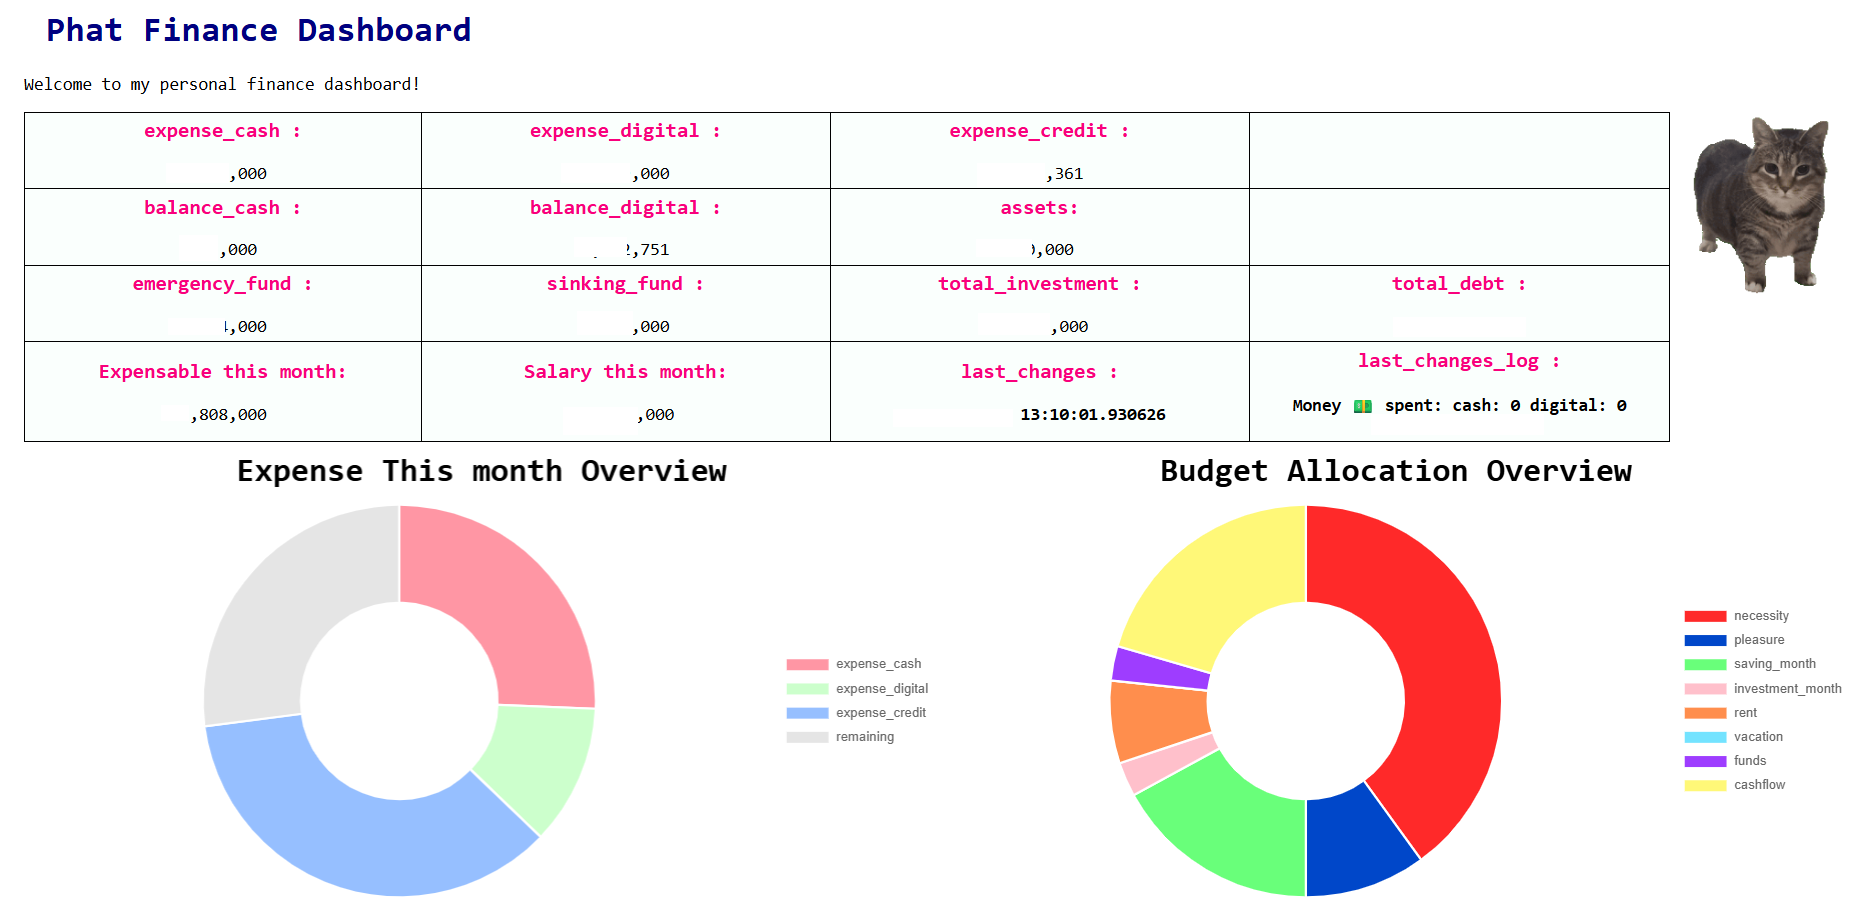 Phat Finance Dashboard
Welcome to my personal finance dashboard!
expense_cash :
,000
expense_digital :
,000
expense_credit :
,361
balance_cash :
,000
balance_digital :
2,751
assets:
,000
emergency_fund :
4,000
sinking_fund :
,000
total_investment :
,000
total_debt :
Expensable this month:
,808,000
Salary this month:
,000
last_changes :
13:10:01.930626
last_changes_log :
Money 💵 spent: cash: 0 digital: 0
Expense This month Overview
expense_cash
expense_digital
expense_credit
remaining
Budget Allocation Overview
necessity
pleasure
saving_month
investment_month
rent
vacation
funds
cashflow